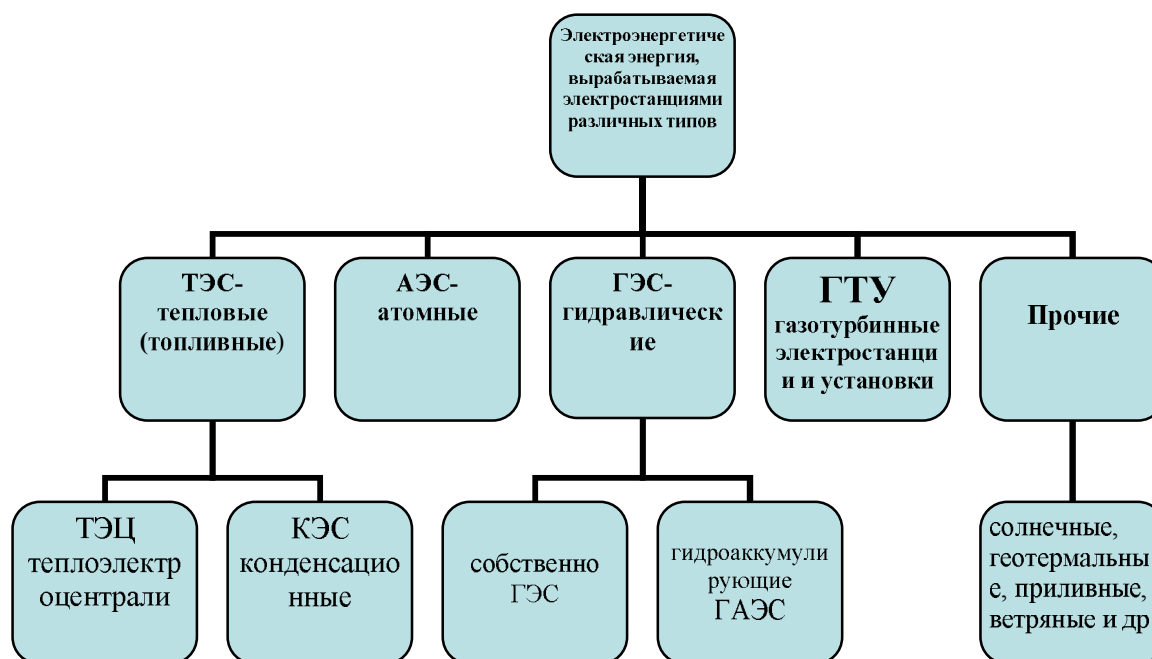 Электроэнергетиче
ская энергия,
вырабатываемая
электростанциями
различных типов
ТЭС-
тепловые
(топливные)
АЭС-
атомные
ГЭС-
гидравлическ
ие
ГТУ
газотурбинные
электростанци
и и установки
Прочие
ТЭЦ
теплоэлектр
оцентрали
КЭС
конденсацио
нные
собственно
ГЭС
гидроаккумули
рующие
ГАЭС
солнечные,
геотермальны
е, приливные,
ветряные и др